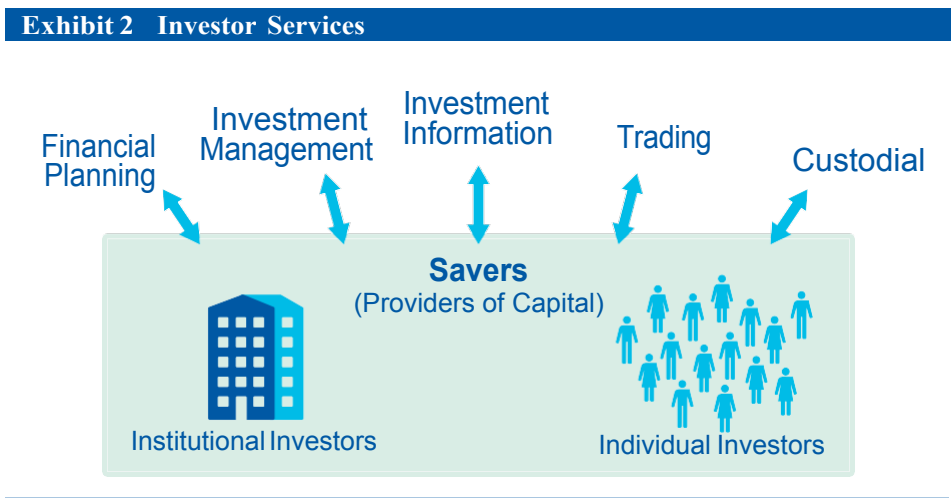 Exhibit 2 Investor Services
Financial
Planning
Investment
Management
Investment
Information
Trading
Custodial
Savers
(Providers of Capital)
Institutional Investors
Individual Investors